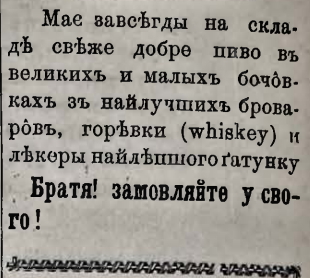 Має завсѣгды на скла-
дѣ свѣже добре пиво въ
великихъ и малыхъ бочôв-
кахъ зъ найлучшихъ брова-
рôвъ, горѣвки (whiskey) и
лѣкеры найлѣпшого ґатунку
Братя! замовляйте у сво-
го!